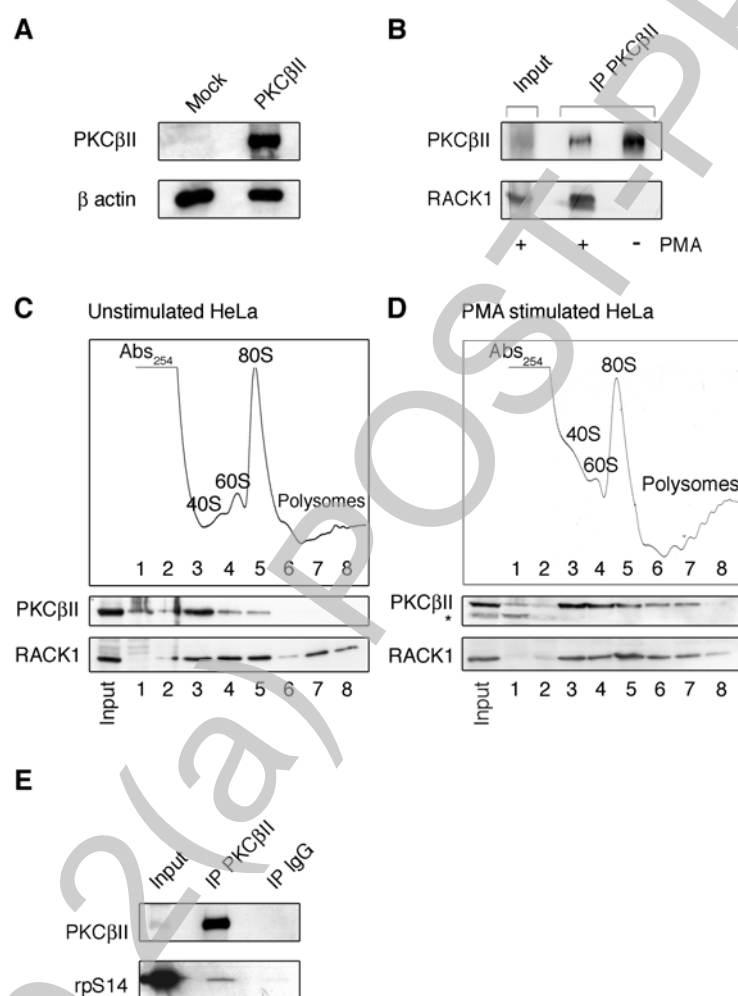 A
Mock
PKCβII
PKCβII
β actin
B
Input
IP PKCβII
PKCβII
RACK1
+ + - PMA
C Unstimulated HeLa
Abs254
80S
60S
40S
Polysomes
1 2 3 4 5 6 7 8
PKCβII
RACK1
Input 1 2 3 4 5 6 7 8
D PMA stimulated HeLa
Abs254
80S
40S
60S
Polysomes
1 2 3 4 5 6 7 8
PKCβII
*
RACK1
Input 1 2 3 4 5 6 7 8
E
Input
IP PKCβII
IP IgG
PKCβII
rpS14
2(a) POST-P